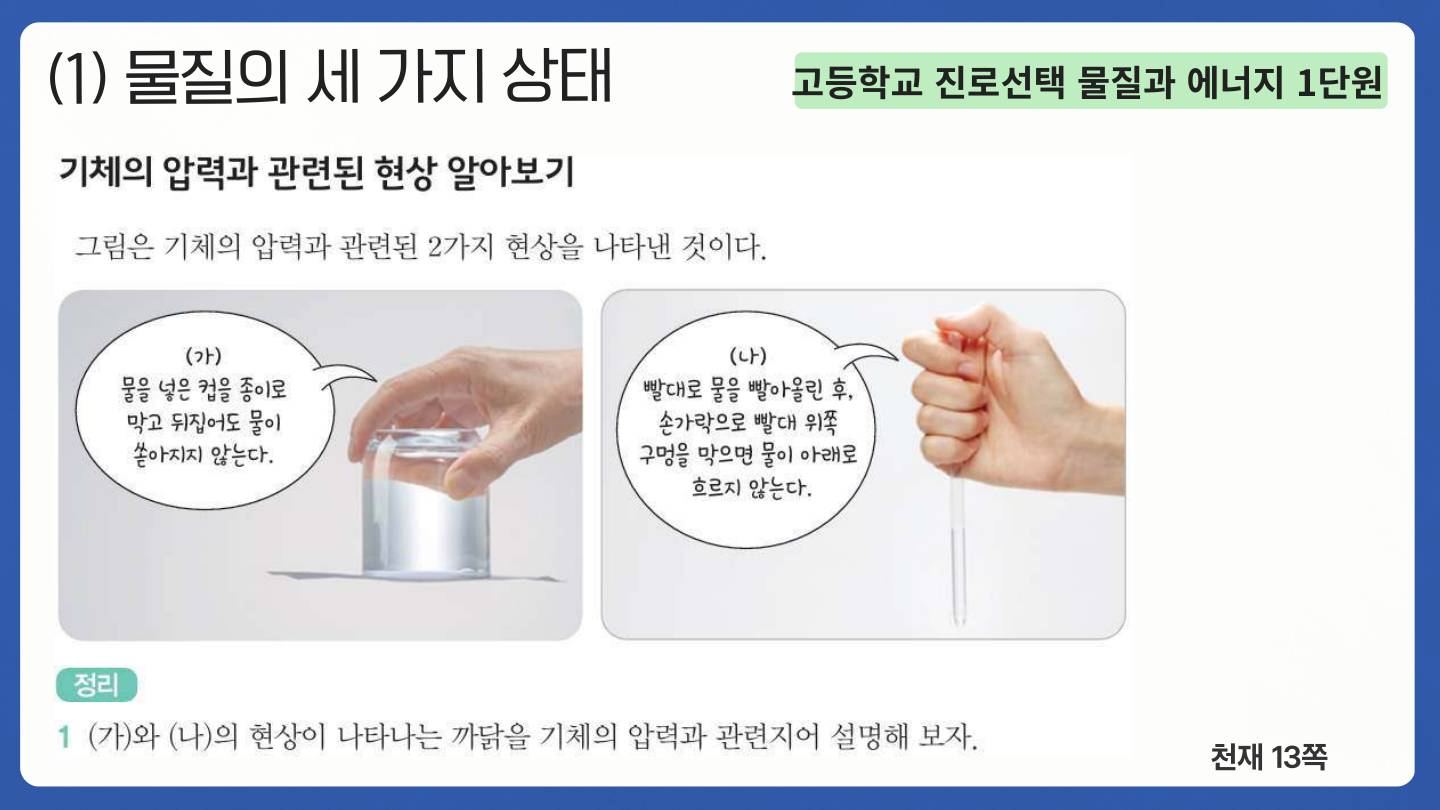 (1) 물질의 세 가지 상태
고등학교 진로선택 물질과 에너지 1단원
기체의 압력과 관련된 현상 알아보기
그림은 기체의 압력과 관련된 2가지 현상을 나타낸 것이다.
(가)
물을 넣은 컵을 종이로
막고 뒤집어도 물이
쏟아지지 않는다.
(나)
빨대로 물을 빨아올린 후,
손가락으로 빨대 위쪽
구멍을 막으면 물이 아래로
흐르지 않는다.
정리
1 (가)와 (나)의 현상이 나타나는 까닭을 기체의 압력과 관련지어 설명해 보자.
천재 13쪽